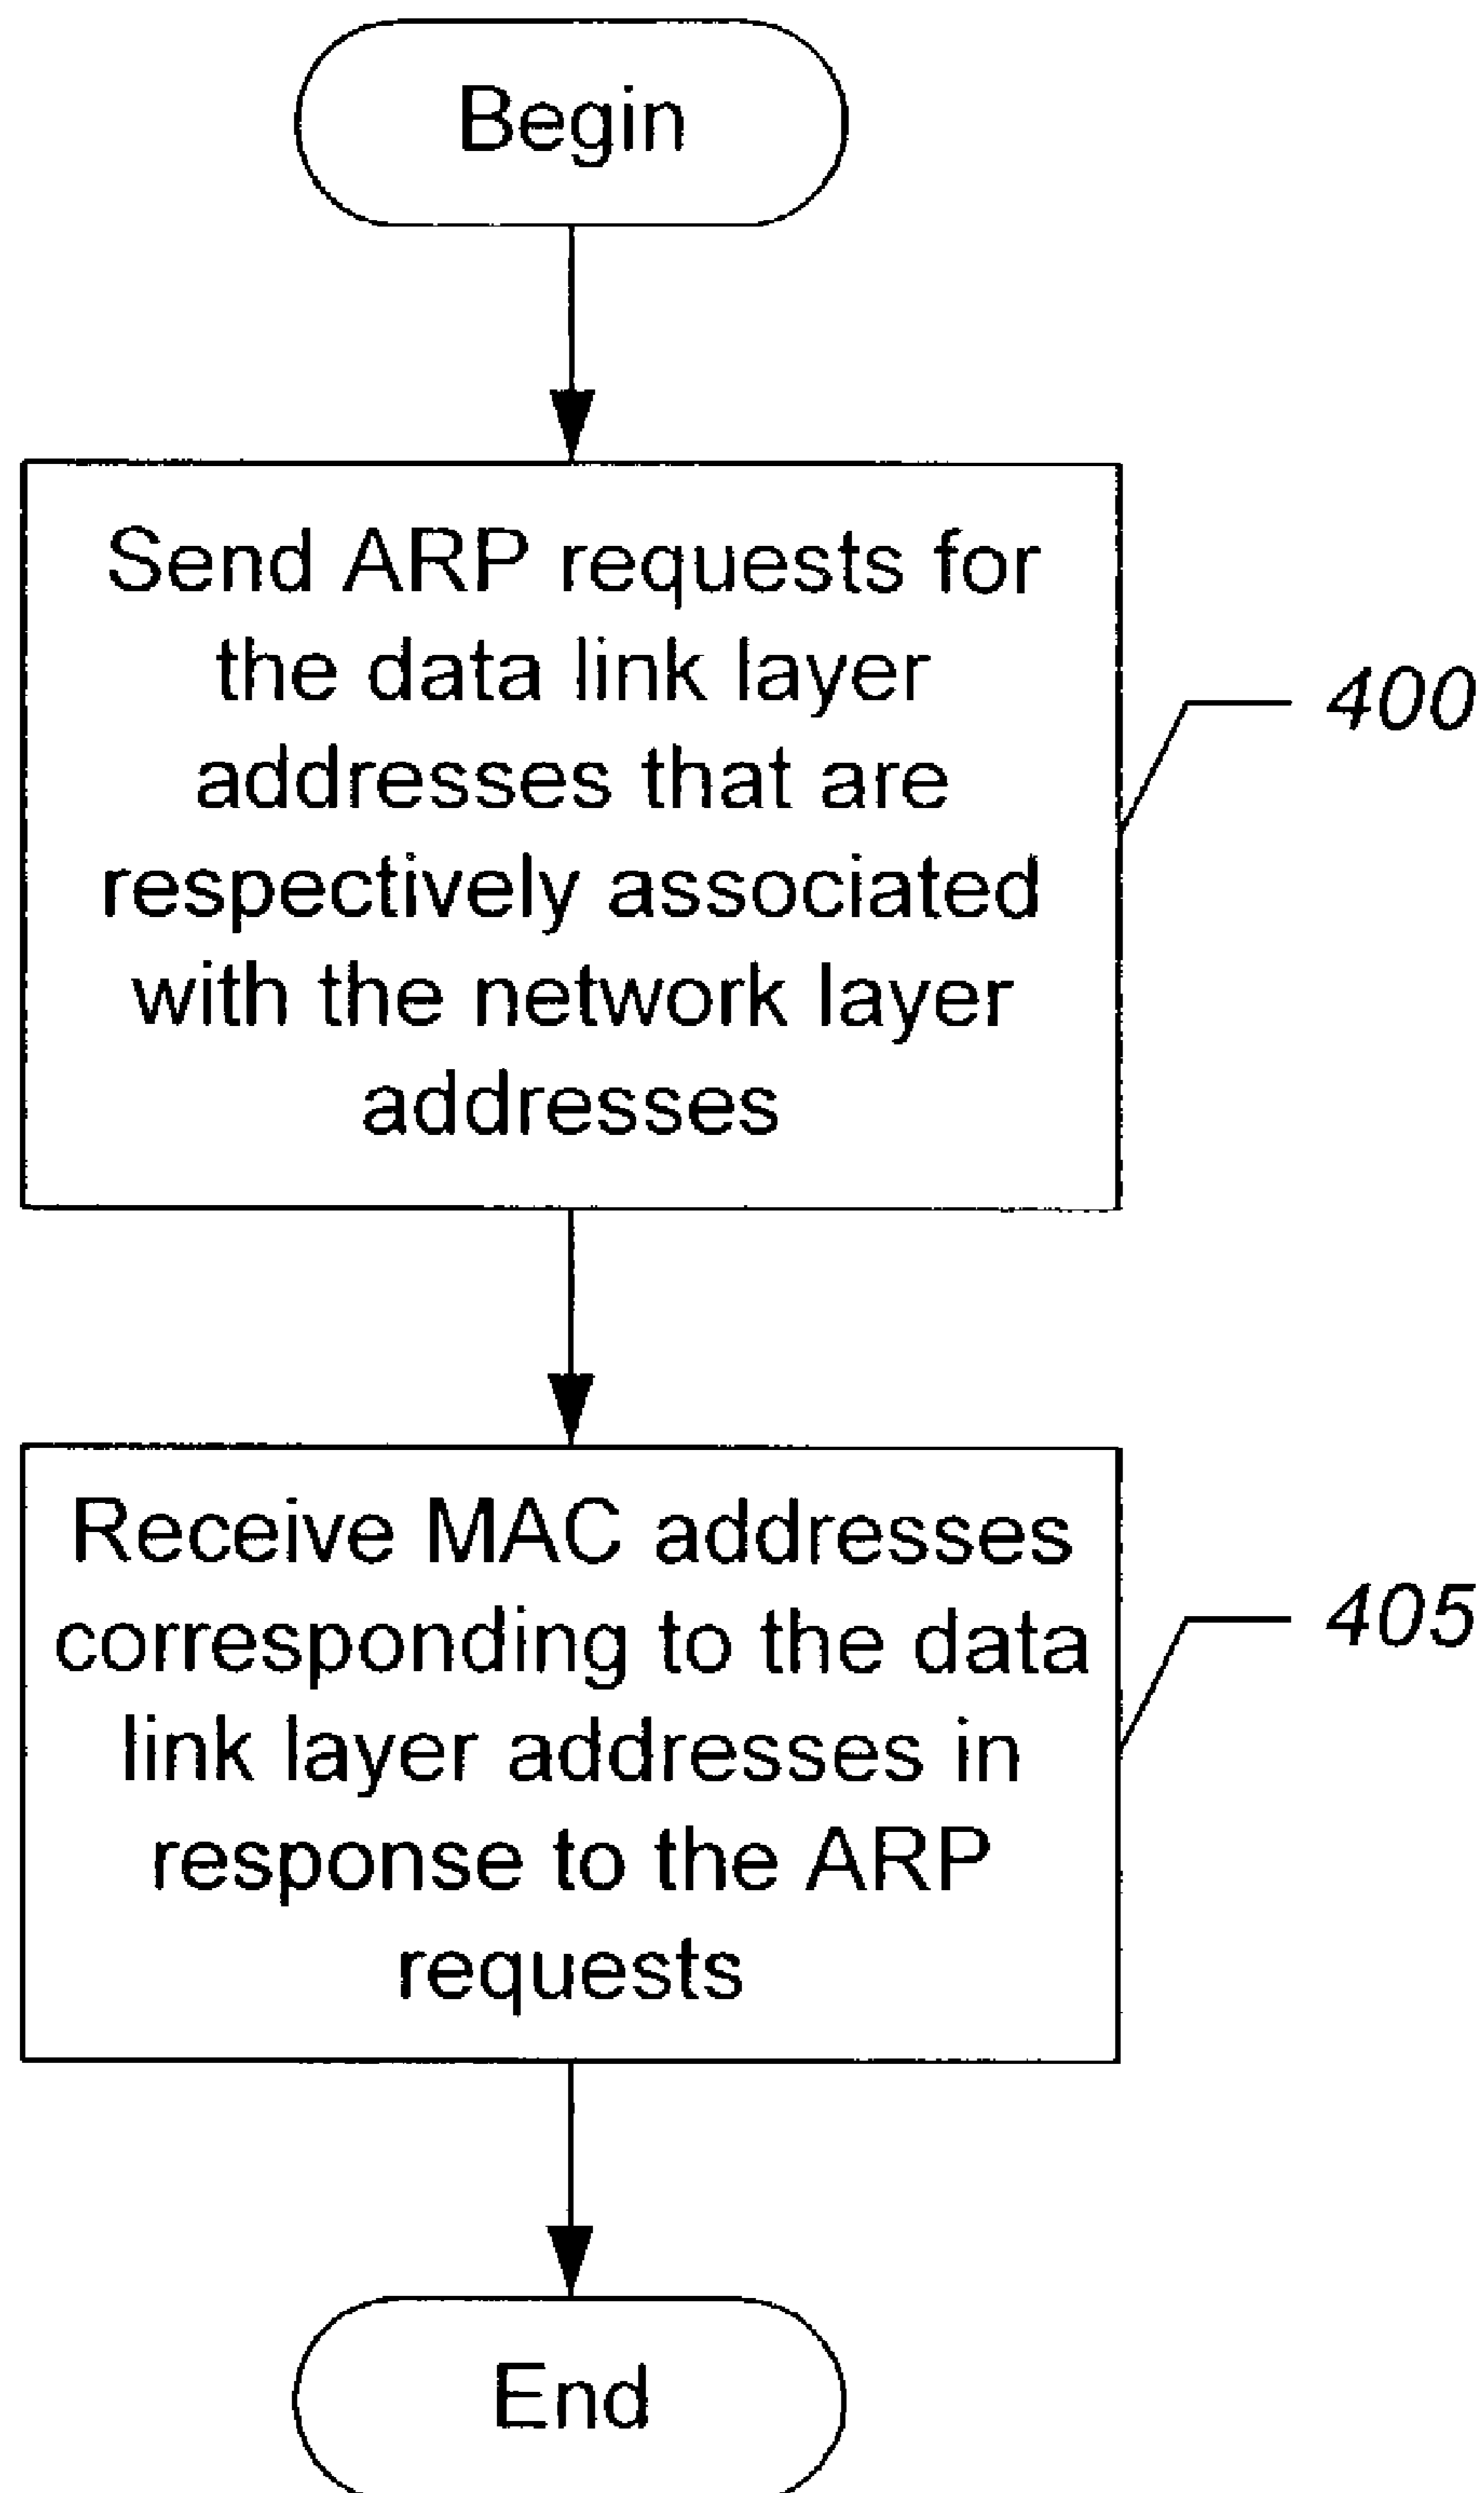 Begin
Send ARP requests for
the data link layer
addresses that are
respectively associated
with the network layer
addresses
400
Receive MAC addresses
corresponding to the data
link layer addresses in
response to the ARP
requests
405
End